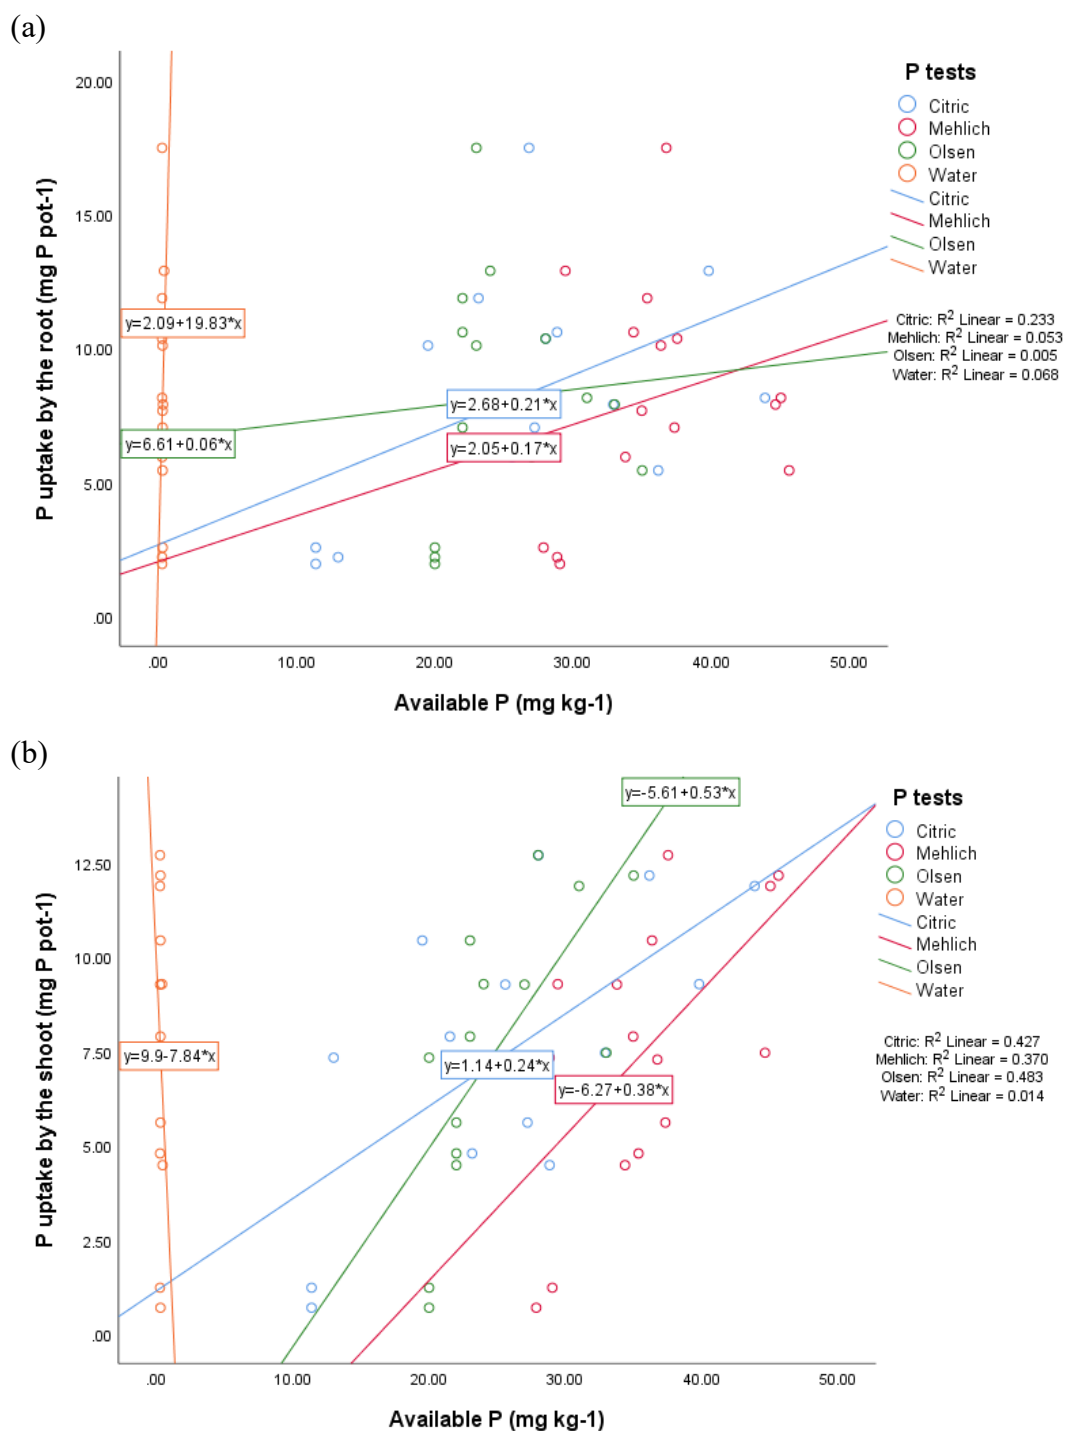 (a)
P tests
Citric
Mehlich
Olsen
Water
Citric
Mehlich
Olsen
Water
Citric: R² Linear = 0.233
Mehlich: R² Linear = 0.053
Olsen: R² Linear = 0.005
Water: R² Linear = 0.068
P uptake by the root (mg P pot-1)
20.00
15.00
10.00
5.00
.00
y=2.09+19.83*x
y=2.68+0.21*x
y=6.61+0.06*x
y=2.05+0.17*x
.00 10.00 20.00 30.00 40.00 50.00
Available P (mg kg-1)
(b)
P tests
Citric
Mehlich
Olsen
Water
Citric
Mehlich
Olsen
Water
Citric: R² Linear = 0.427
Mehlich: R² Linear = 0.370
Olsen: R² Linear = 0.483
Water: R² Linear = 0.014
P uptake by the shoot (mg P pot-1)
12.50
10.00
7.50
5.00
2.50
.00
y=-5.61+0.53*x
y=9.9-7.84*x
y=1.14+0.24*x
y=-6.27+0.38*x
.00 10.00 20.00 30.00 40.00 50.00
Available P (mg kg-1)